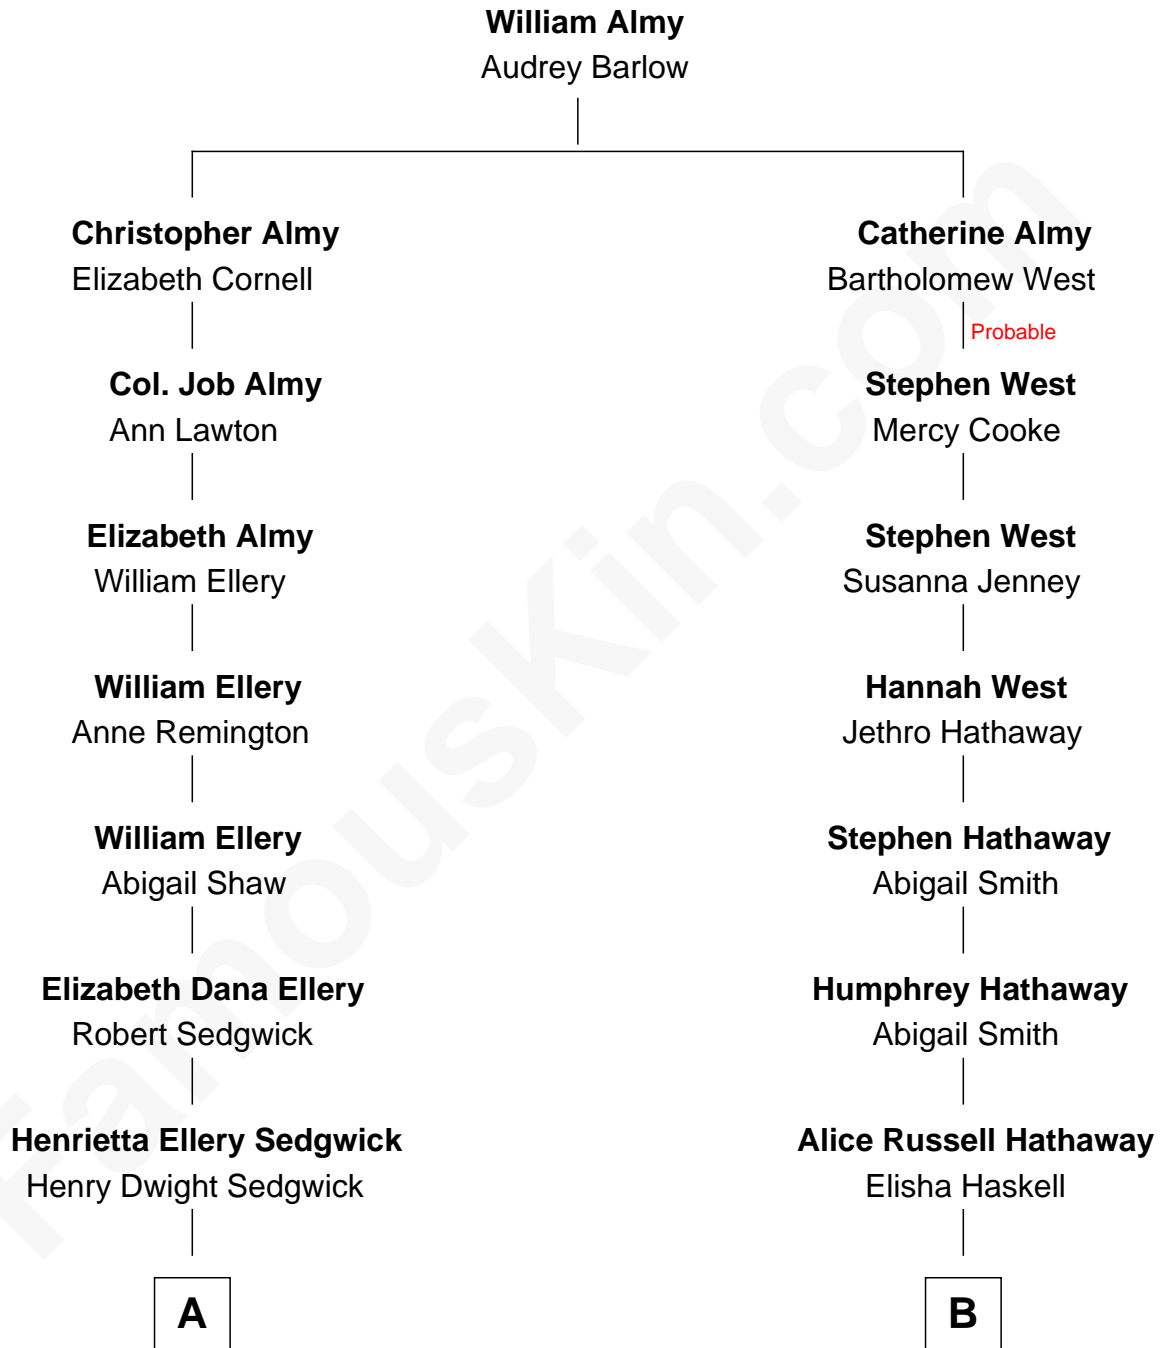 William Almy
Audrey Barlow
Christopher Almy
Elizabeth Cornell
Catherine Almy
Bartholomew West
Probable
Col. Job Almy
Ann Lawton
Stephen West
Mercy Cooke
Elizabeth Almy
William Ellery
Stephen West
Susanna Jenney
William Ellery
Anne Remington
Hannah West
Jethro Hathaway
William Ellery
Abigail Shaw
Stephen Hathaway
Abigail Smith
Elizabeth Dana Ellery
Robert Sedgwick
Humphrey Hathaway
Abigail Smith
Henrietta Ellery Sedgwick
Henry Dwight Sedgwick
Alice Russell Hathaway
Elisha Haskell
A
B
FamousKin.com